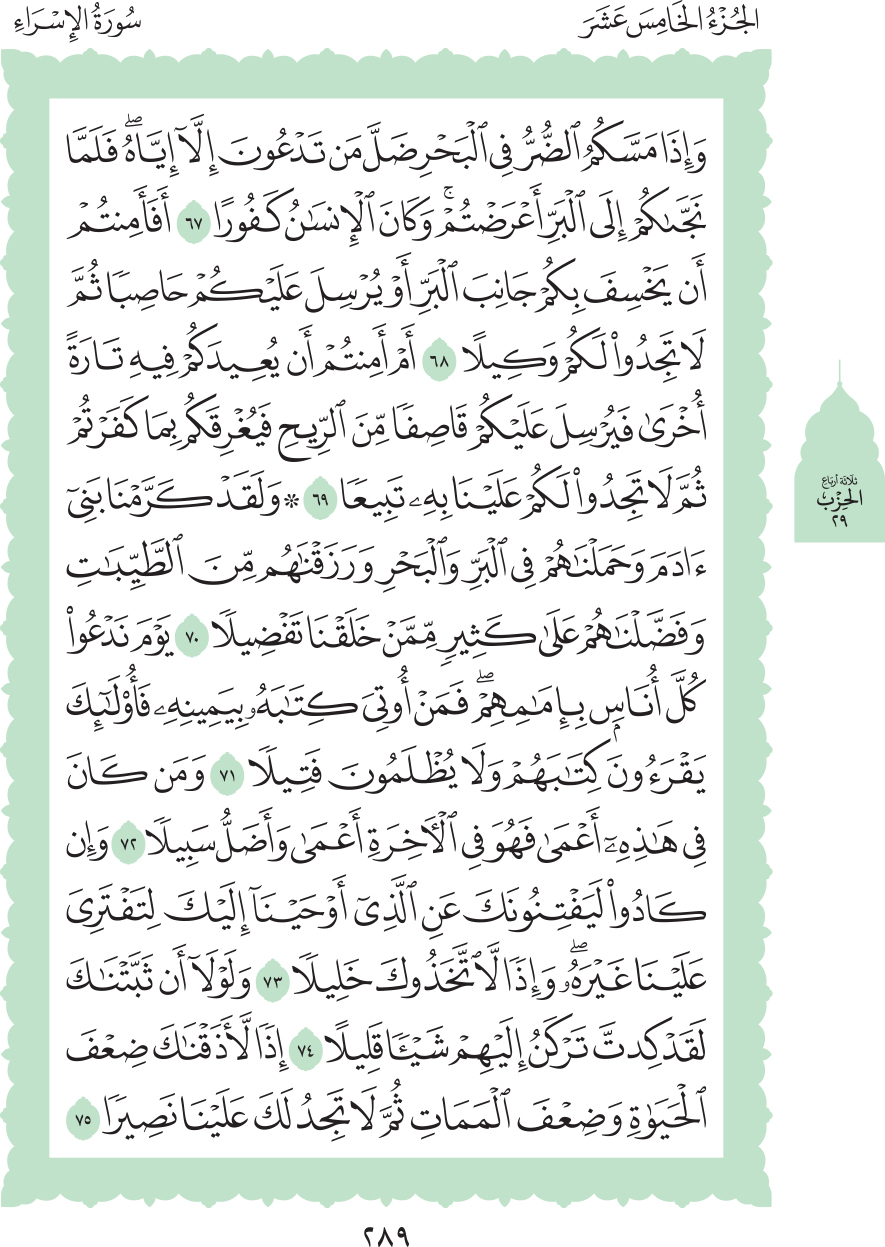 الجُزْءُ الخَامِسَ عَشَرَ
سُورَةُ الإِسْرَاءِ
وَإِذَا مَسَّكُمُ ٱلضُّرُّ فِي ٱلْبَحْرِ ضَلَّ مَن تَدْعُونَ إِلَّآ إِيَّاهُۖ فَلَمَّا
نَجَّىٰكُمْ إِلَى ٱلْبَرِّ أَعْرَضْتُمْۚ وَكَانَ ٱلْإِنسَٰنُ كَفُورًا ٦٧ أَفَأَمِنتُمْ
أَن يَخْسِفَ بِكُمْ جَانِبَ ٱلْبَرِّ أَوْ يُرْسِلَ عَلَيْكُمْ حَاصِبًا ثُمَّ
لَا تَجِدُوا۟ لَكُمْ وَكِيلًا ٦٨ أَمْ أَمِنتُمْ أَن يُعِيدَكُمْ فِيهِ تَارَةً
أُخْرَىٰ فَيُرْسِلَ عَلَيْكُمْ قَاصِفًا مِّنَ ٱلرِّيحِ فَيُغْرِقَكُم بِمَا كَفَرْتُمْ
ثُمَّ لَا تَجِدُوا۟ لَكُمْ عَلَيْنَا بِهِۦ تَبِيعًا ٦٩ ۞ وَلَقَدْ كَرَّمْنَا بَنِىٓ
ءَادَمَ وَحَمَلْنَٰهُمْ فِي ٱلْبَرِّ وَٱلْبَحْرِ وَرَزَقْنَٰهُم مِّنَ ٱلطَّيِّبَٰتِ
وَفَضَّلْنَٰهُمْ عَلَىٰ كَثِيرٍ مِّمَّنْ خَلَقْنَا تَفْضِيلًا ٧٠ يَوْمَ نَدْعُوا۟
كُلَّ أُنَاسٍۭ بِإِمَٰمِهِمْۖ فَمَنْ أُوتِىَ كِتَٰبَهُۥ بِيَمِينِهِۦ فَأُو۟لَٰٓئِكَ
يَقْرَءُونَ كِتَٰبَهُمْ وَلَا يُظْلَمُونَ فَتِيلًا ٧١ وَمَن كَانَ
فِي هَٰذِهِۦٓ أَعْمَىٰ فَهُوَ فِي ٱلْأَخِرَةِ أَعْمَىٰ وَأَضَلُّ سَبِيلًا ٧٢ وَإِن
كَادُوا۟ لَيَفْتِنُونَكَ عَنِ ٱلَّذِىٓ أَوْحَيْنَآ إِلَيْكَ لِتَفْتَرِىَ
عَلَيْنَا غَيْرَهُۥۖ وَإِذًا لَّٱتَّخَذُوكَ خَلِيلًا ٧٣ وَلَوْلَآ أَن ثَبَّتْنَٰكَ
لَقَدْ كِدتَّ تَرْكَنُ إِلَيْهِمْ شَيْـًٔا قَلِيلًا ٧٤ إِذًا لَّأَذَقْنَٰكَ ضِعْفَ
ٱلْحَيَوٰةِ وَضِعْفَ ٱلْمَمَاتِ ثُمَّ لَا تَجِدُ لَكَ عَلَيْنَا نَصِيرًا ٧٥
ثلاثة أرباع
الحِزْب
٢٩
٢٨٩